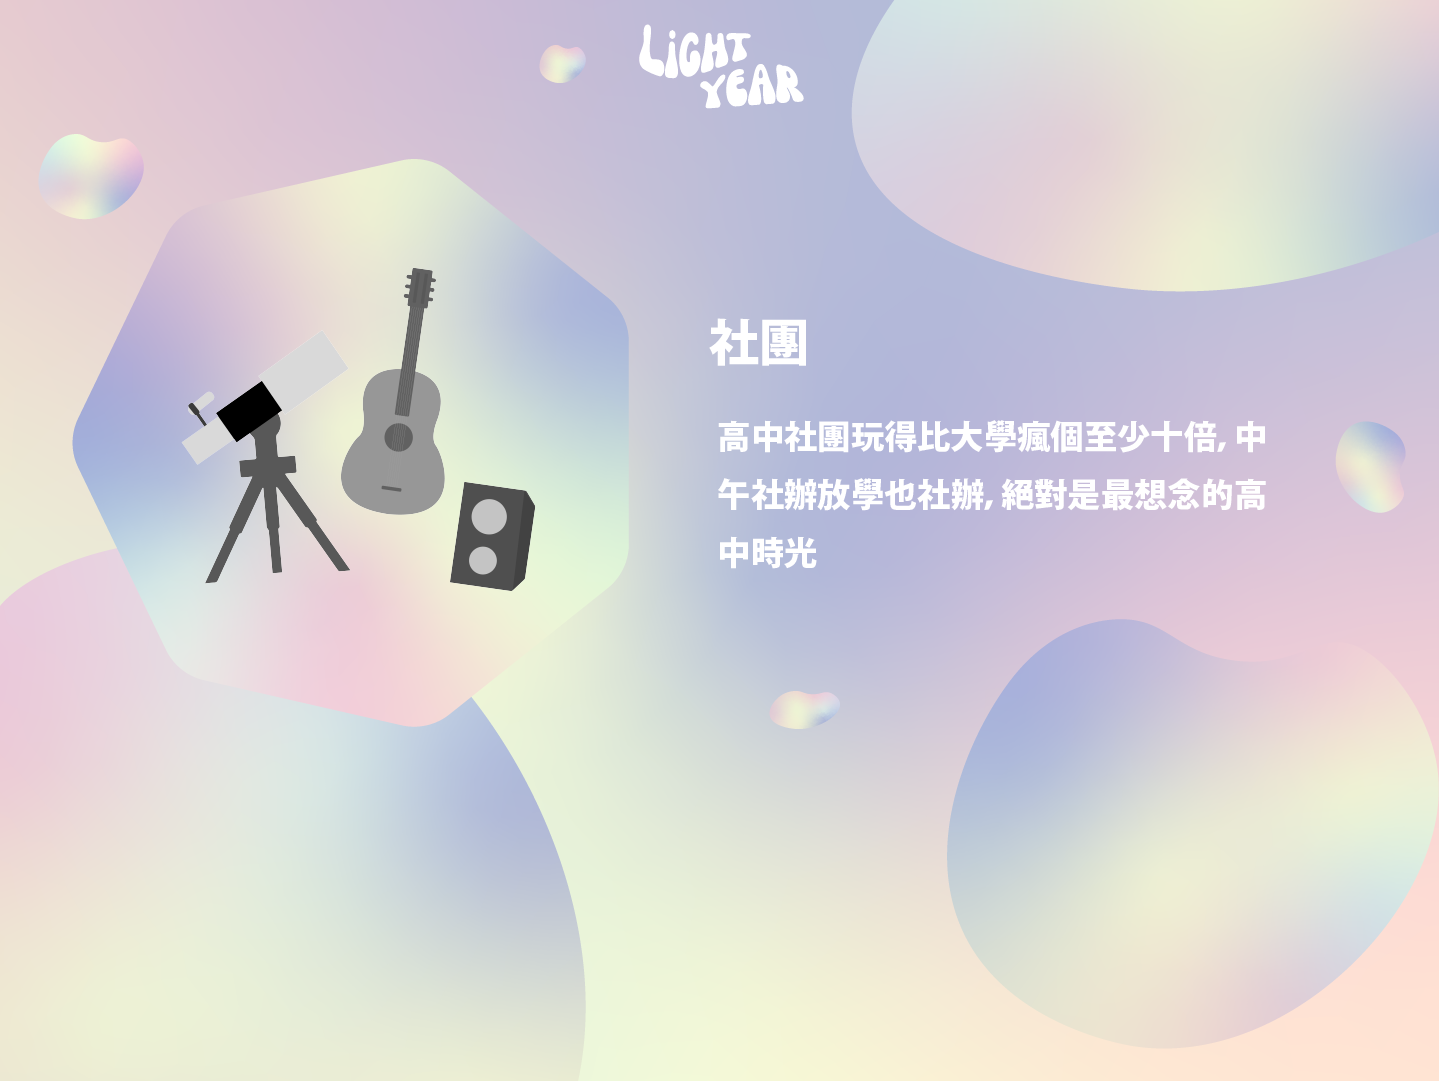 LiGHT
YEAR
社團
高中社團玩得比大學瘋個至少十倍, 中
午社辦放學也社辦, 絕對是最想念的高
中時光